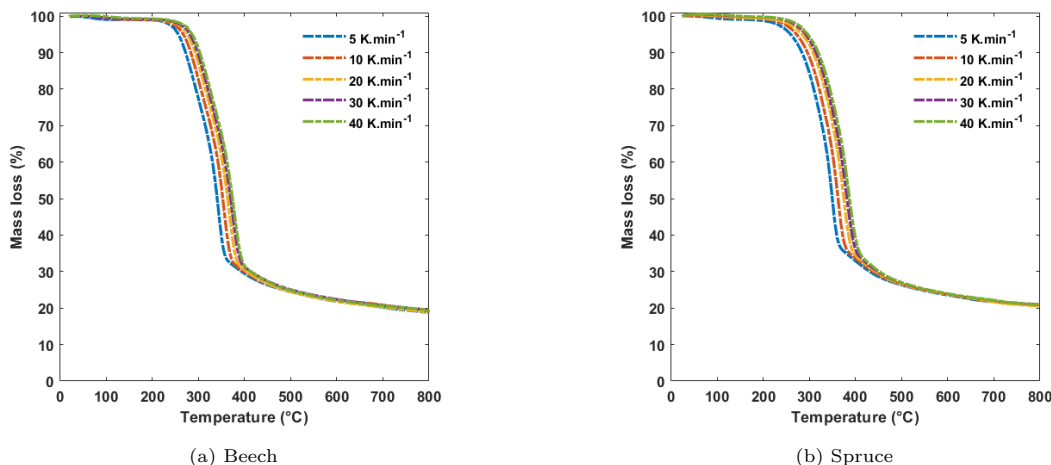 100
90
80
70
60
50
40
30
20
10
0
Mass loss (%)
5 K.min⁻¹
10 K.min⁻¹
20 K.min⁻¹
30 K.min⁻¹
40 K.min⁻¹
0 100 200 300 400 500 600 700 800
Temperature (°C)
(a) Beech
100
90
80
70
60
50
40
30
20
10
0
Mass loss (%)
5 K.min⁻¹
10 K.min⁻¹
20 K.min⁻¹
30 K.min⁻¹
40 K.min⁻¹
0 100 200 300 400 500 600 700 800
Temperature (°C)
(b) Spruce